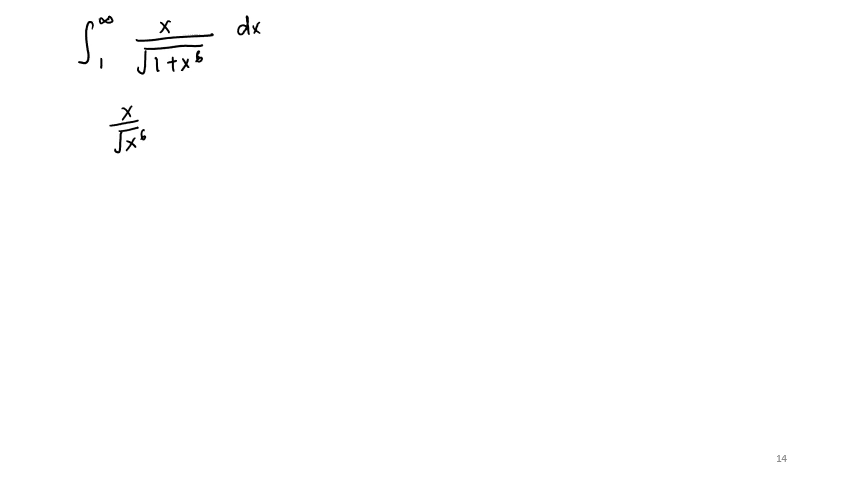 ∫₁^∞ x/√(1+x⁶) dx
x/√x⁶
14